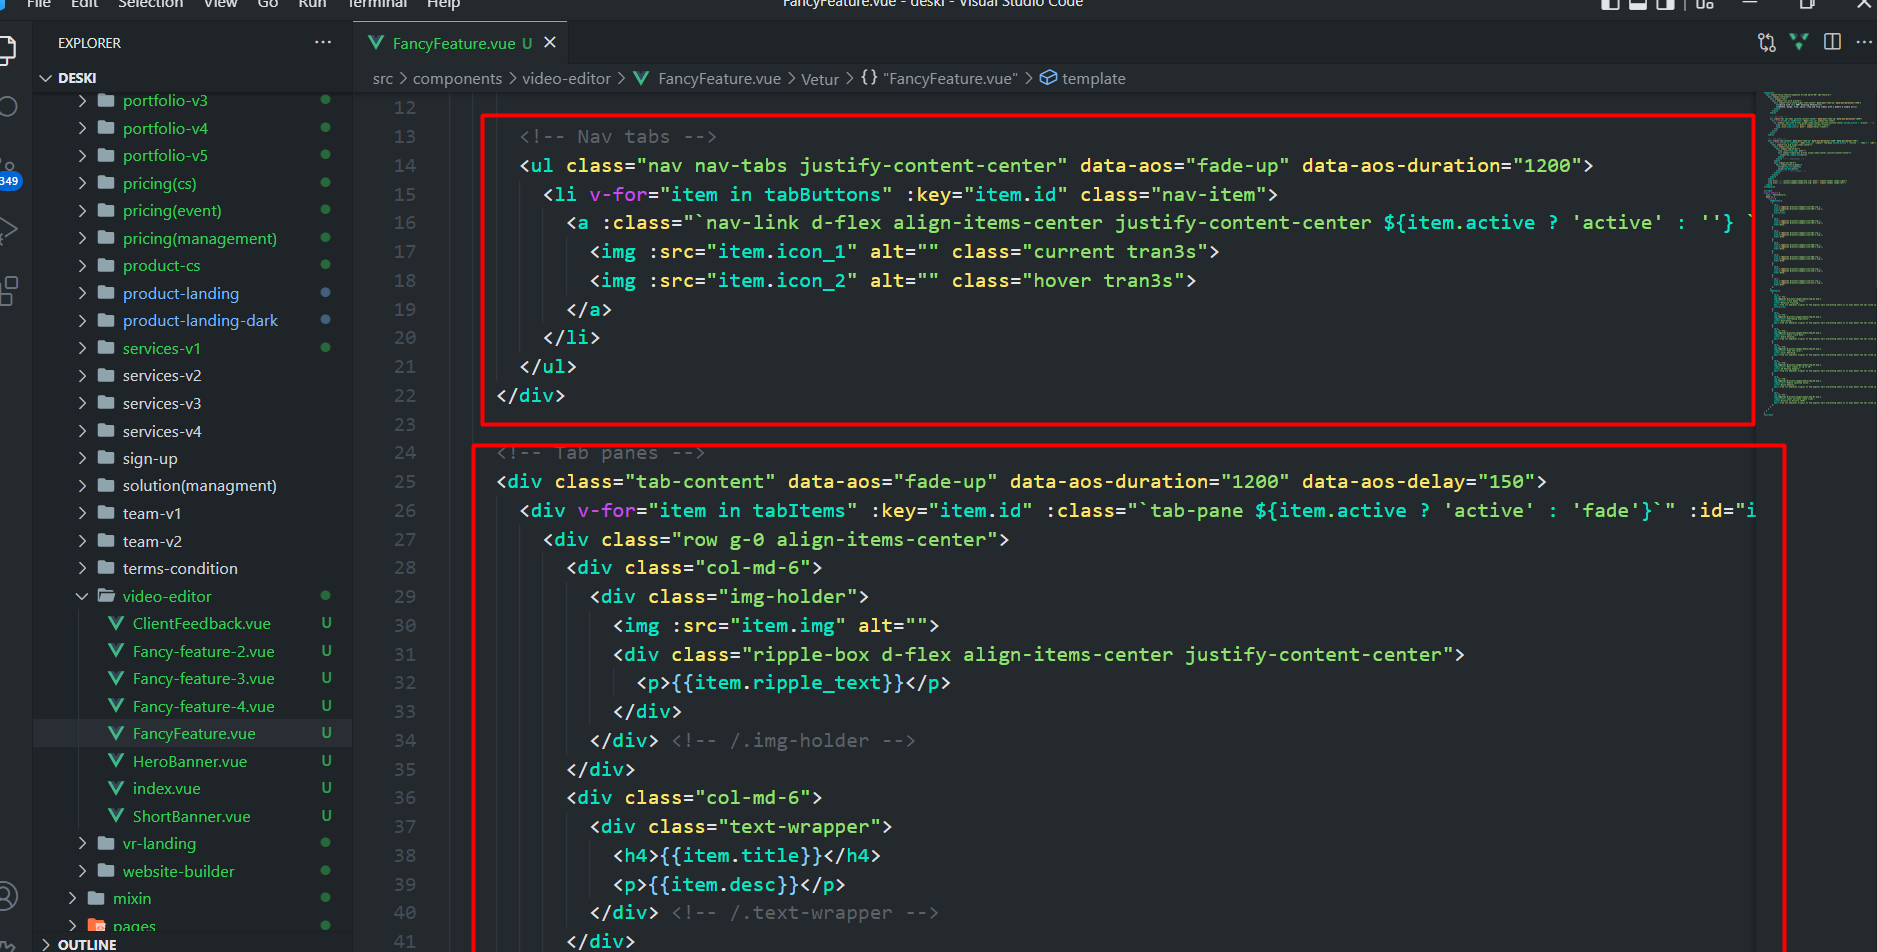 File Edit Selection View Go Run Terminal Help
FancyFeature.vue - deski - Visual Studio Code
EXPLORER ...
DESKI
portfolio-v3
portfolio-v4
portfolio-v5
pricing(cs)
pricing(event)
pricing(management)
product-cs
product-landing
product-landing-dark
services-v1
services-v2
services-v3
services-v4
sign-up
solution(managment)
team-v1
team-v2
terms-condition
video-editor
ClientFeedback.vue U
Fancy-feature-2.vue U
Fancy-feature-3.vue U
Fancy-feature-4.vue U
FancyFeature.vue U
HeroBanner.vue U
index.vue U
ShortBanner.vue U
vr-landing
website-builder
mixin
pages
OUTLINE
349
FancyFeature.vue U
src > components > video-editor > FancyFeature.vue > Vetur > {} "FancyFeature.vue" > template
12
13 <!-- Nav tabs -->
14 <ul class="nav nav-tabs justify-content-center" data-aos="fade-up" data-aos-duration="1200">
15 <li v-for="item in tabButtons" :key="item.id" class="nav-item">
16 <a :class="`nav-link d-flex align-items-center justify-content-center ${item.active ? 'active' : ''} `
17 <img :src="item.icon_1" alt="" class="current tran3s">
18 <img :src="item.icon_2" alt="" class="hover tran3s">
19 </a>
20 </li>
21 </ul>
22 </div>
23
24 <!-- Tab panes -->
25 <div class="tab-content" data-aos="fade-up" data-aos-duration="1200" data-aos-delay="150">
26 <div v-for="item in tabItems" :key="item.id" :class="`tab-pane ${item.active ? 'active' : 'fade'}`" :id="i
27 <div class="row g-0 align-items-center">
28 <div class="col-md-6">
29 <div class="img-holder">
30 <img :src="item.img" alt="">
31 <div class="ripple-box d-flex align-items-center justify-content-center">
32 <p>{{item.ripple_text}}</p>
33 </div>
34 </div> <!-- /.img-holder -->
35 </div>
36 <div class="col-md-6">
37 <div class="text-wrapper">
38 <h4>{{item.title}}</h4>
39 <p>{{item.desc}}</p>
40 </div> <!-- /.text-wrapper -->
41 </div>